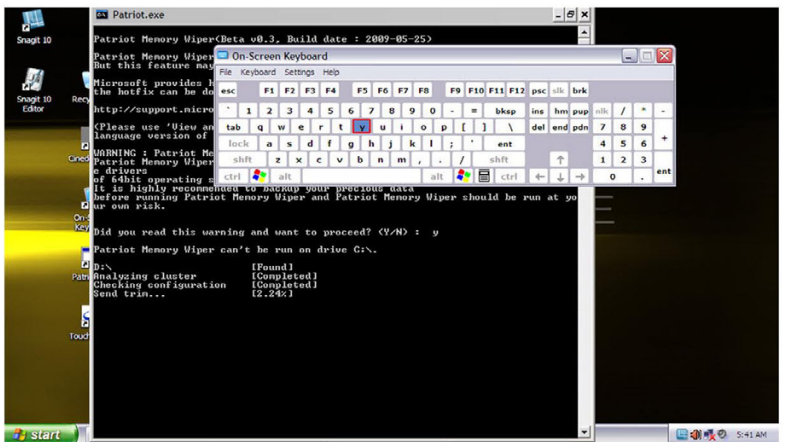 Patriot.exe
Snagit 10
Snagit 10
Editor
Patriot Memory Wiper(Beta v0.3, Build date : 2009-05-25)
Patriot Memory Wiper
But this feature may
Microsoft provides h
the hotfix can be do
http://support.micro
(Please use 'View an
language version of
WARNING : Patriot Me
Patriot Memory Wiper
e drivers
of 64bit operating s
It is highly recommended to backup your precious data
before running Patriot Memory Wiper and Patriot Memory Wiper should be run at yo
ur own risk.
Did you read this warning and want to proceed? (Y/N) : y
Patriot Memory Wiper can't be run on drive C:\.
D:\ [Found]
Analyzing cluster [Completed]
Checking configuration [Completed]
Send trim... [2.24%]
On-Screen Keyboard
File Keyboard Settings Help
esc F1 F2 F3 F4 F5 F6 F7 F8 F9 F10 F11 F12 psc slk brk
` 1 2 3 4 5 6 7 8 9 0 - = bksp ins hm pup nlk / * -
tab q w e r t y u i o p [ ] \ del end pdn 7 8 9 +
lock a s d f g h j k l ; ' ent 4 5 6
shft z x c v b n m , . / shft ↑ 1 2 3 ent
ctrl alt alt ctrl ← ↓ → 0 .
start
5:41 AM